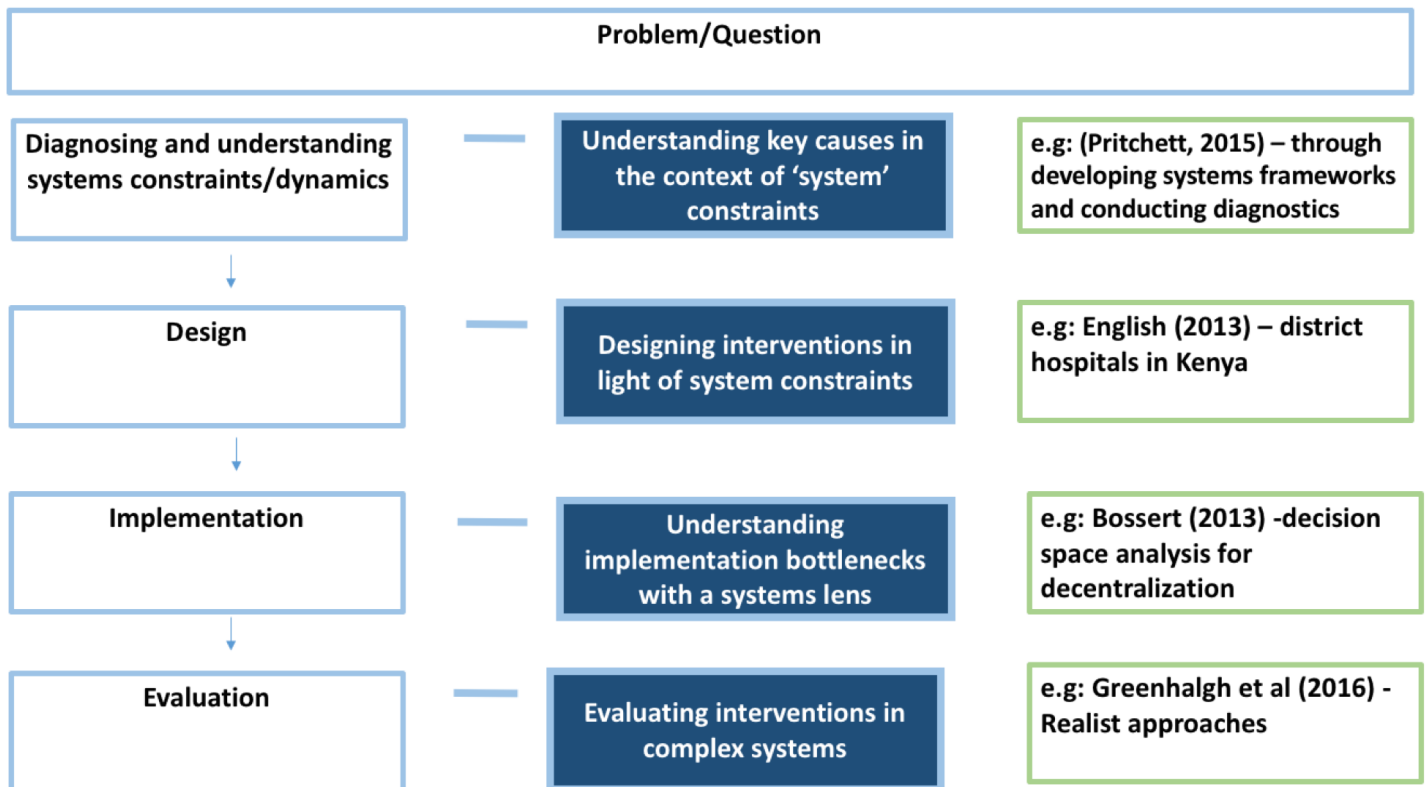 Problem/Question
Diagnosing and understanding
systems constraints/dynamics
Understanding key causes in
the context of ‘system’
constraints
e.g: (Pritchett, 2015) – through
developing systems frameworks
and conducting diagnostics
Design
Designing interventions in
light of system constraints
e.g: English (2013) – district
hospitals in Kenya
Implementation
Understanding
implementation bottlenecks
with a systems lens
e.g: Bossert (2013) -decision
space analysis for
decentralization
Evaluation
Evaluating interventions in
complex systems
e.g: Greenhalgh et al (2016) -
Realist approaches